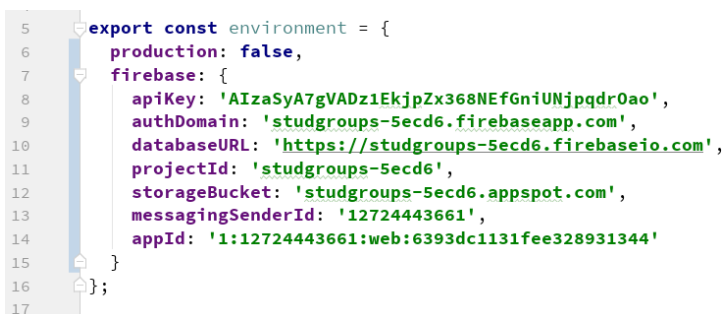 5 export const environment = {
6 production: false,
7 firebase: {
8 apiKey: 'AIzaSyA7gVADz1EkjpZx368NEfGniUNjpqdrOao',
9 authDomain: 'studgroups-5ecd6.firebaseapp.com',
10 databaseURL: 'https://studgroups-5ecd6.firebaseio.com',
11 projectId: 'studgroups-5ecd6',
12 storageBucket: 'studgroups-5ecd6.appspot.com',
13 messagingSenderId: '12724443661',
14 appId: '1:12724443661:web:6393dc1131fee328931344'
15 }
16 };
17